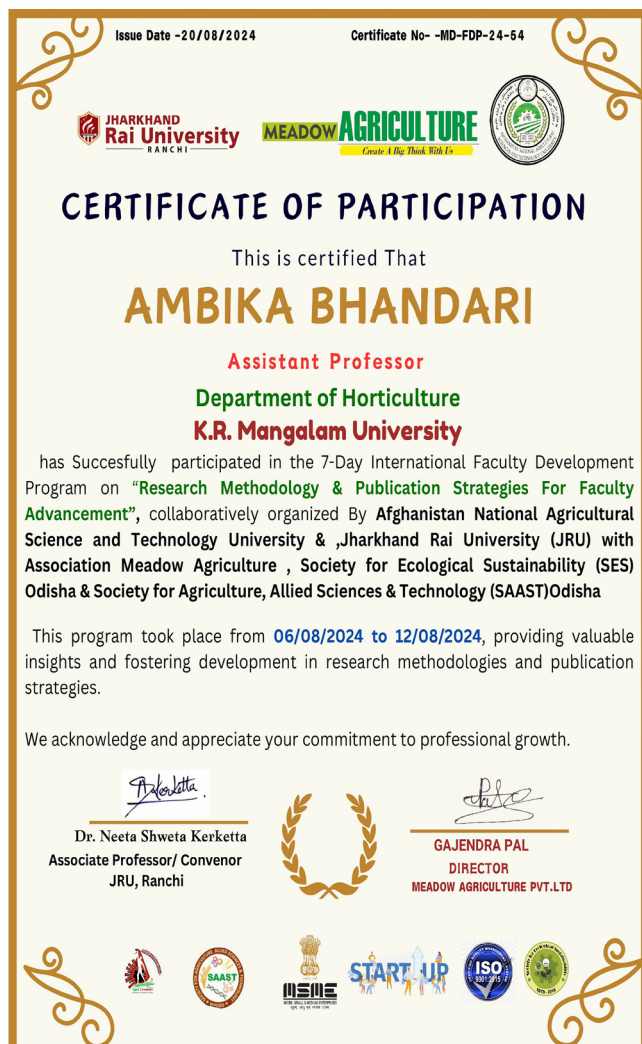 Issue Date -20/08/2024 Certificate No- -MD-FDP-24-54
JHARKHAND
Rai University
RANCHI
MEADOW AGRICULTURE
Create A Big Think With Us
CERTIFICATE OF PARTICIPATION
This is certified That
AMBIKA BHANDARI
Assistant Professor
Department of Horticulture
K.R. Mangalam University
has Succesfully participated in the 7-Day International Faculty Development
Program on “Research Methodology & Publication Strategies For Faculty
Advancement”, collaboratively organized By Afghanistan National Agricultural
Science and Technology University & ,Jharkhand Rai University (JRU) with
Association Meadow Agriculture , Society for Ecological Sustainability (SES)
Odisha & Society for Agriculture, Allied Sciences & Technology (SAAST)Odisha
This program took place from 06/08/2024 to 12/08/2024, providing valuable
insights and fostering development in research methodologies and publication
strategies.
We acknowledge and appreciate your commitment to professional growth.
Dr. Neeta Shweta Kerketta
Associate Professor/ Convenor
JRU, Ranchi
GAJENDRA PAL
DIRECTOR
MEADOW AGRICULTURE PVT.LTD
SAAST
MSME
MICRO, SMALL & MEDIUM ENTERPRISES
START UP
ISO
9001:2015